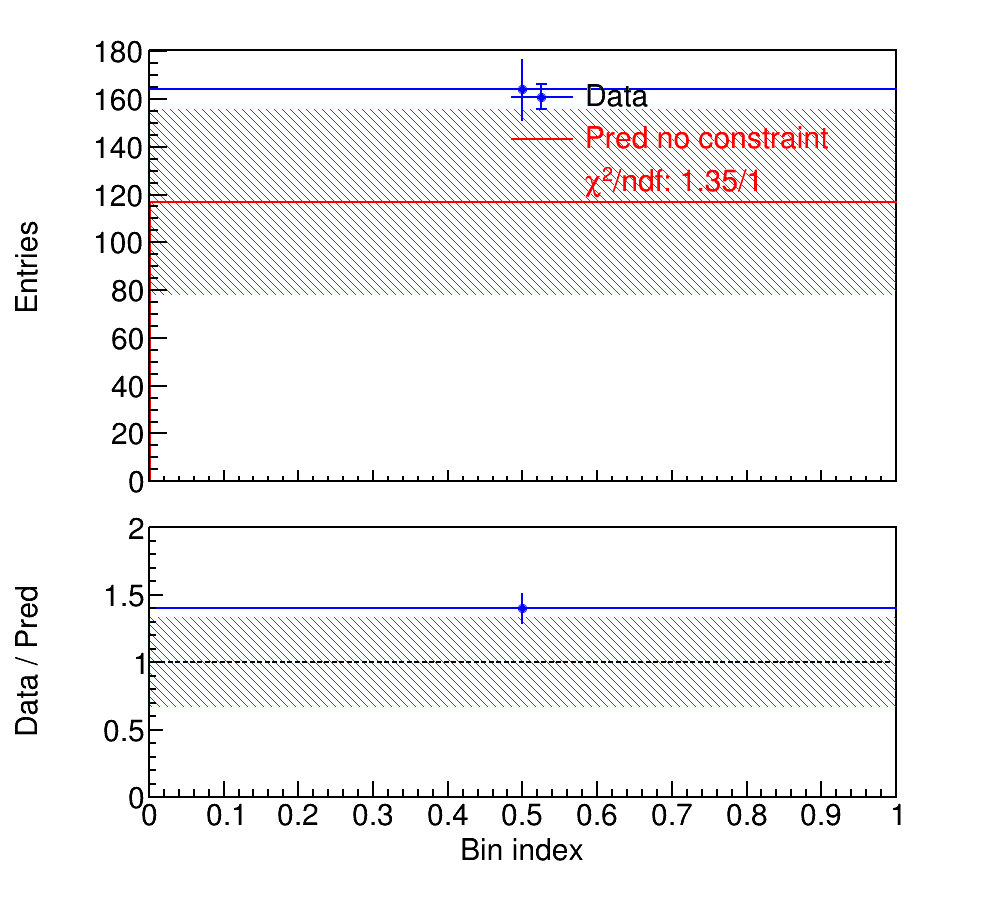 180
160
140
120
100
80
60
40
20
0
Entries
Data
Pred no constraint
χ²/ndf: 1.35/1
2
1.5
1
0.5
0
Data / Pred
0 0.1 0.2 0.3 0.4 0.5 0.6 0.7 0.8 0.9 1
Bin index